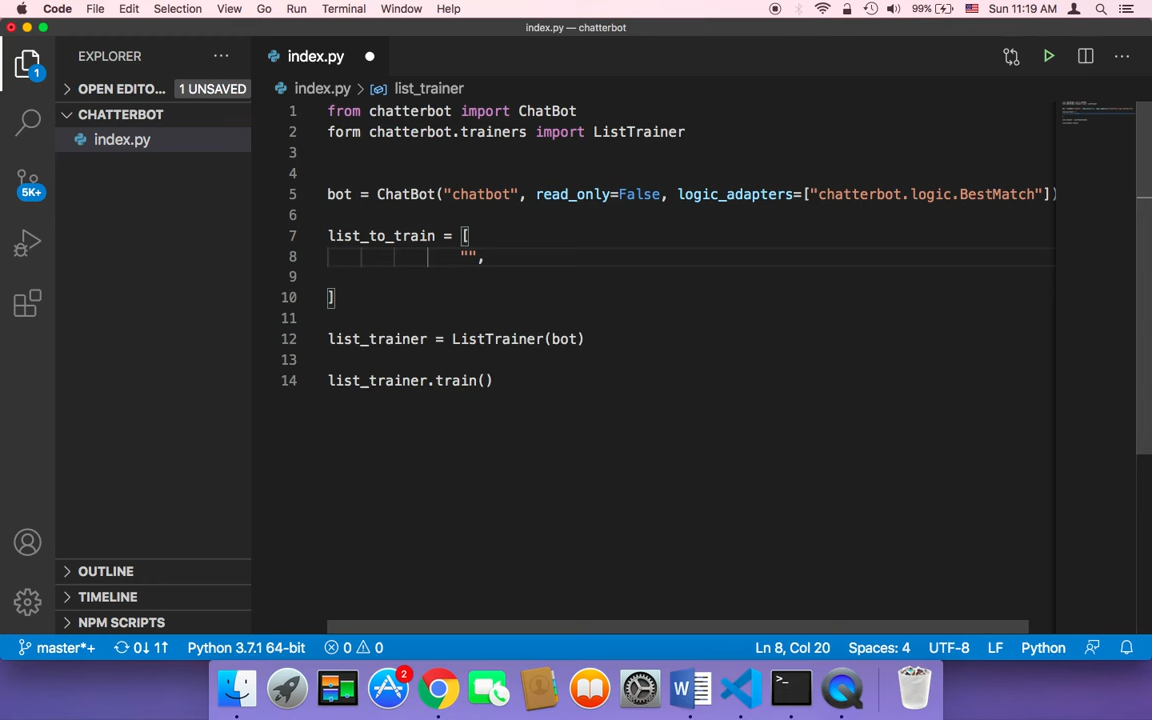 Code File Edit Selection View Go Run Terminal Window Help 99% Sun 11:19 AM
index.py — chatterbot
EXPLORER ···
index.py
1
OPEN EDITO... 1 UNSAVED
index.py > list_trainer
CHATTERBOT
index.py
5K+
1 from chatterbot import ChatBot
2 form chatterbot.trainers import ListTrainer
3
4
5 bot = ChatBot("chatbot", read_only=False, logic_adapters=["chatterbot.logic.BestMatch"])
6
7 list_to_train = [
8 "",
9
10 ]
11
12 list_trainer = ListTrainer(bot)
13
14 list_trainer.train()
OUTLINE
TIMELINE
NPM SCRIPTS
master*+ 0↓ 1↑ Python 3.7.1 64-bit 0 0 Ln 8, Col 20 Spaces: 4 UTF-8 LF Python
2